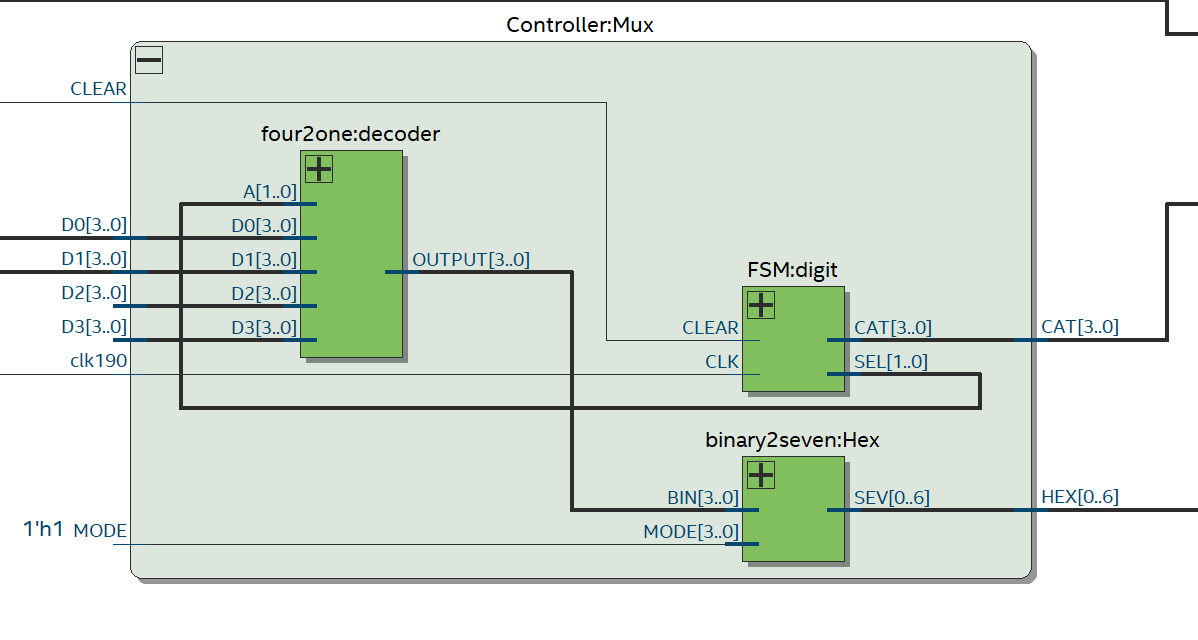 Controller:Mux
CLEAR
four2one:decoder
A[1..0]
D0[3..0]
D0[3..0]
D1[3..0]
D1[3..0]
OUTPUT[3..0]
D2[3..0]
D2[3..0]
D3[3..0]
D3[3..0]
clk190
FSM:digit
CLEAR
CAT[3..0]
CAT[3..0]
CLK
SEL[1..0]
binary2seven:Hex
BIN[3..0]
SEV[0..6]
HEX[0..6]
MODE[3..0]
1'h1 MODE